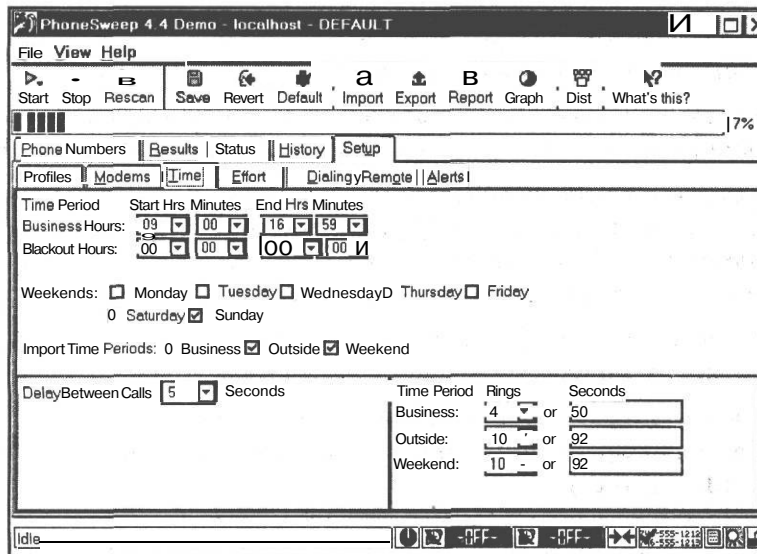 PhoneSweep 4.4 Demo - localhost - DEFAULT
File View Help
Start Stop Rescan Save Revert Default Import Export Report Graph Dist What's this?
7%
Phone Numbers Results Status History Setup
Profiles Modems Time Effort Dialing Remote Alerts
Time Period Start Hrs Minutes End Hrs Minutes
Business Hours: 09 00 16 59
Blackout Hours: 00 00 00 00
Weekends: Monday Tuesday Wednesday Thursday Friday
Saturday Sunday
Import Time Periods: Business Outside Weekend
Delay Between Calls 5 Seconds
Time Period Rings Seconds
Business: 4 or 50
Outside: 10 or 92
Weekend: 10 or 92
Idle -OFF- -OFF- 555-1212
555-1213